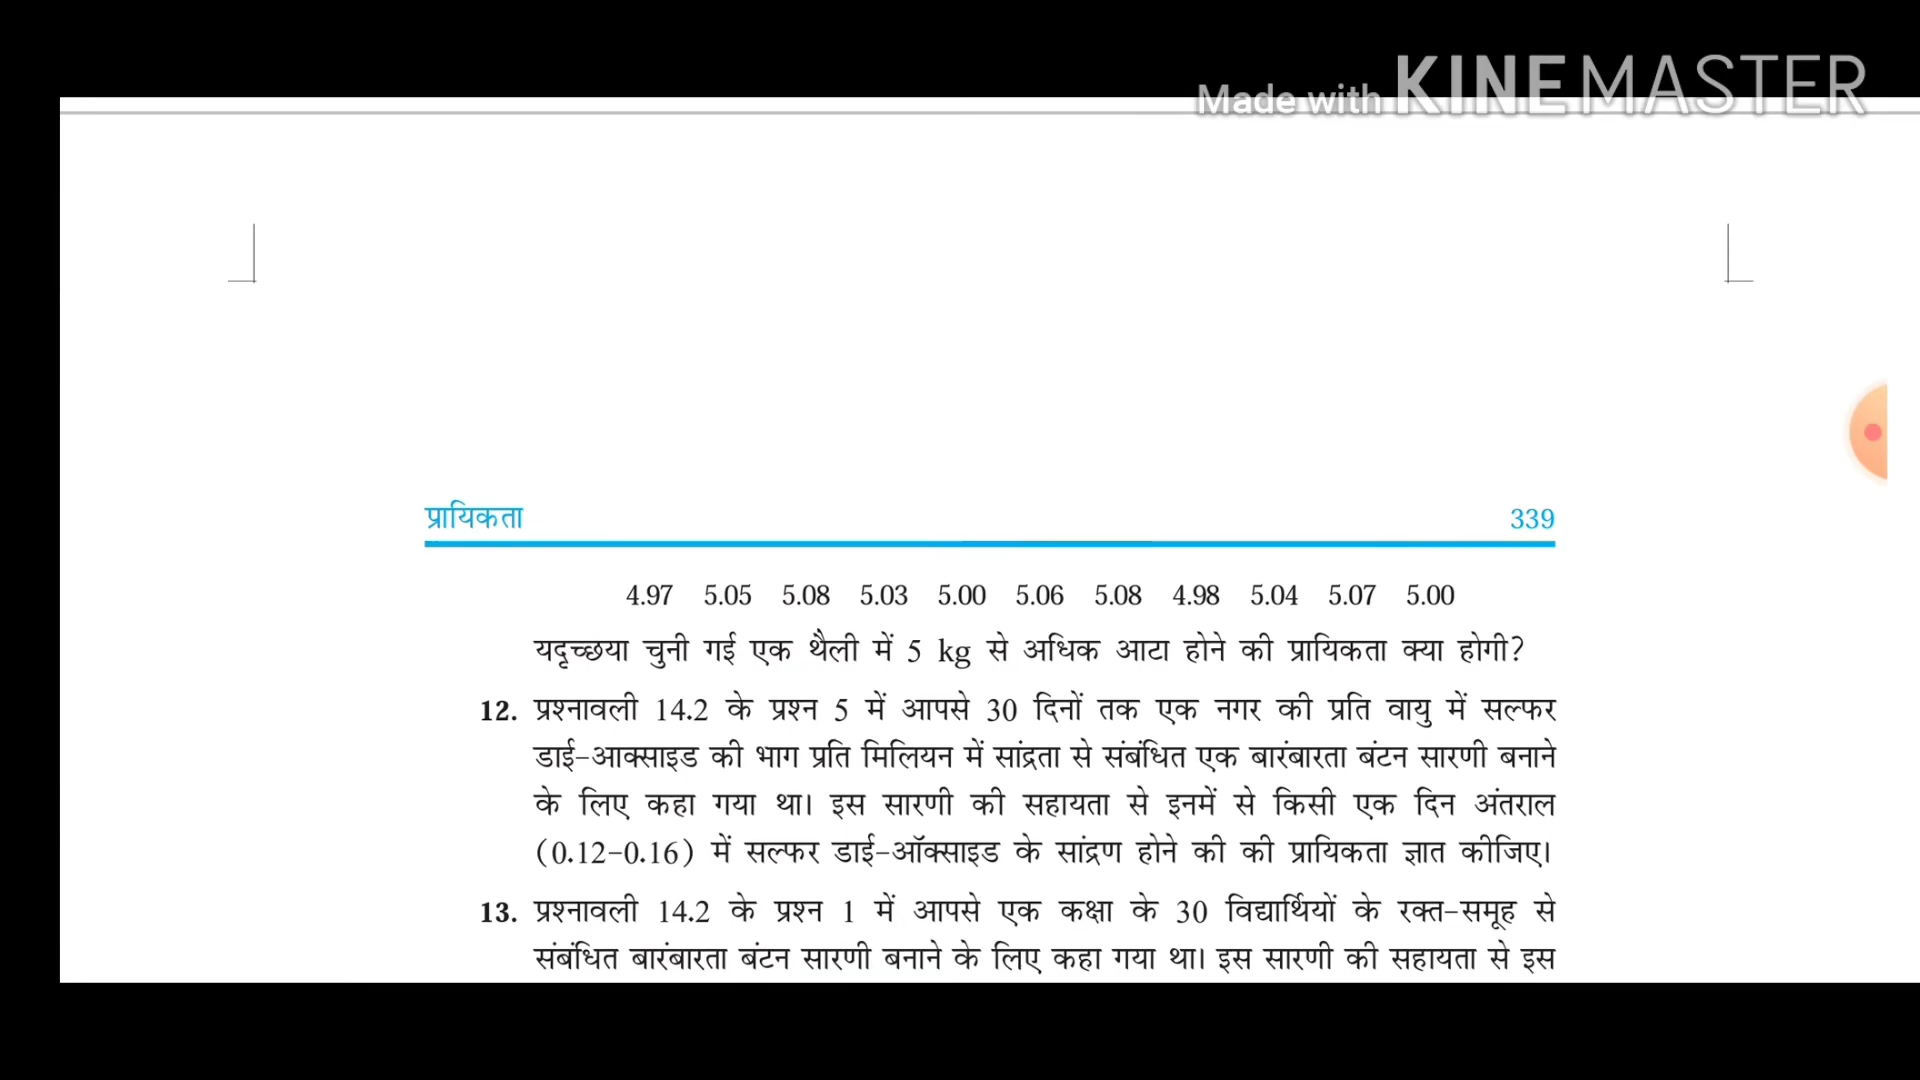 Made with KINEMASTER
प्रायिकता 339
4.97 5.05 5.08 5.03 5.00 5.06 5.08 4.98 5.04 5.07 5.00
यदृच्छया चुनी गई एक थैली में 5 kg से अधिक आटा होने की प्रायिकता क्या होगी?
12. प्रश्नावली 14.2 के प्रश्न 5 में आपसे 30 दिनों तक एक नगर की प्रति वायु में सल्फर
डाई-आक्साइड की भाग प्रति मिलियन में सांद्रता से संबंधित एक बारंबारता बंटन सारणी बनाने
के लिए कहा गया था। इस सारणी की सहायता से इनमें से किसी एक दिन अंतराल
(0.12-0.16) में सल्फर डाई-ऑक्साइड के सांद्रण होने की की प्रायिकता ज्ञात कीजिए।
13. प्रश्नावली 14.2 के प्रश्न 1 में आपसे एक कक्षा के 30 विद्यार्थियों के रक्त-समूह से
संबंधित बारंबारता बंटन सारणी बनाने के लिए कहा गया था। इस सारणी की सहायता से इस